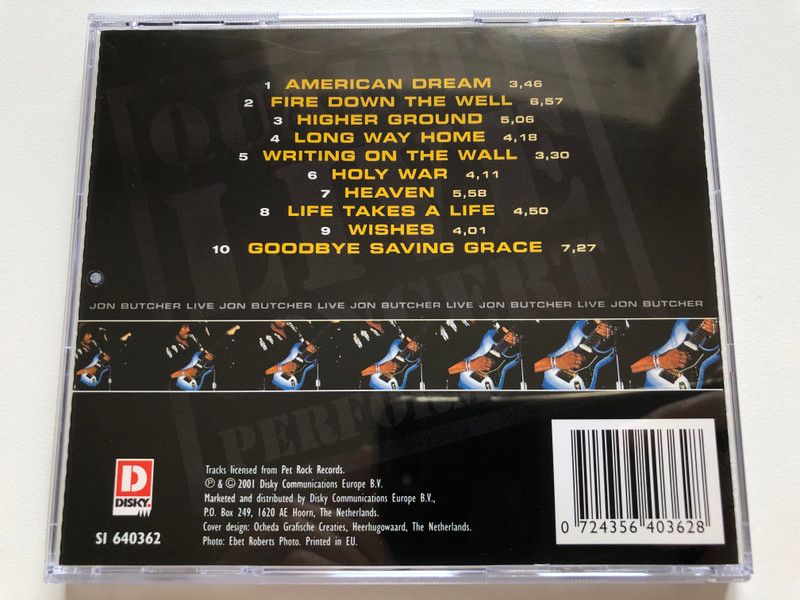 1 AMERICAN DREAM 3,46
2 FIRE DOWN THE WELL 6,57
3 HIGHER GROUND 5,06
4 LONG WAY HOME 4,18
5 WRITING ON THE WALL 3,30
6 HOLY WAR 4,11
7 HEAVEN 5,58
8 LIFE TAKES A LIFE 4,50
9 WISHES 4,01
10 GOODBYE SAVING GRACE 7,27
JON BUTCHER LIVE JON BUTCHER LIVE JON BUTCHER LIVE JON BUTCHER LIVE JON BUTCHER
LIVE
PERFORM
D
DISKY.
SI 640362
Tracks licensed from Pet Rock Records.
℗ & © 2001 Disky Communications Europe B.V.
Marketed and distributed by Disky Communications Europe B.V.,
P.O. Box 249, 1620 AE Hoorn, The Netherlands.
Cover design: Ocheda Grafische Creaties, Heerhugowaard, The Netherlands.
Photo: Ebet Roberts Photo. Printed in EU.
0 724356 403628